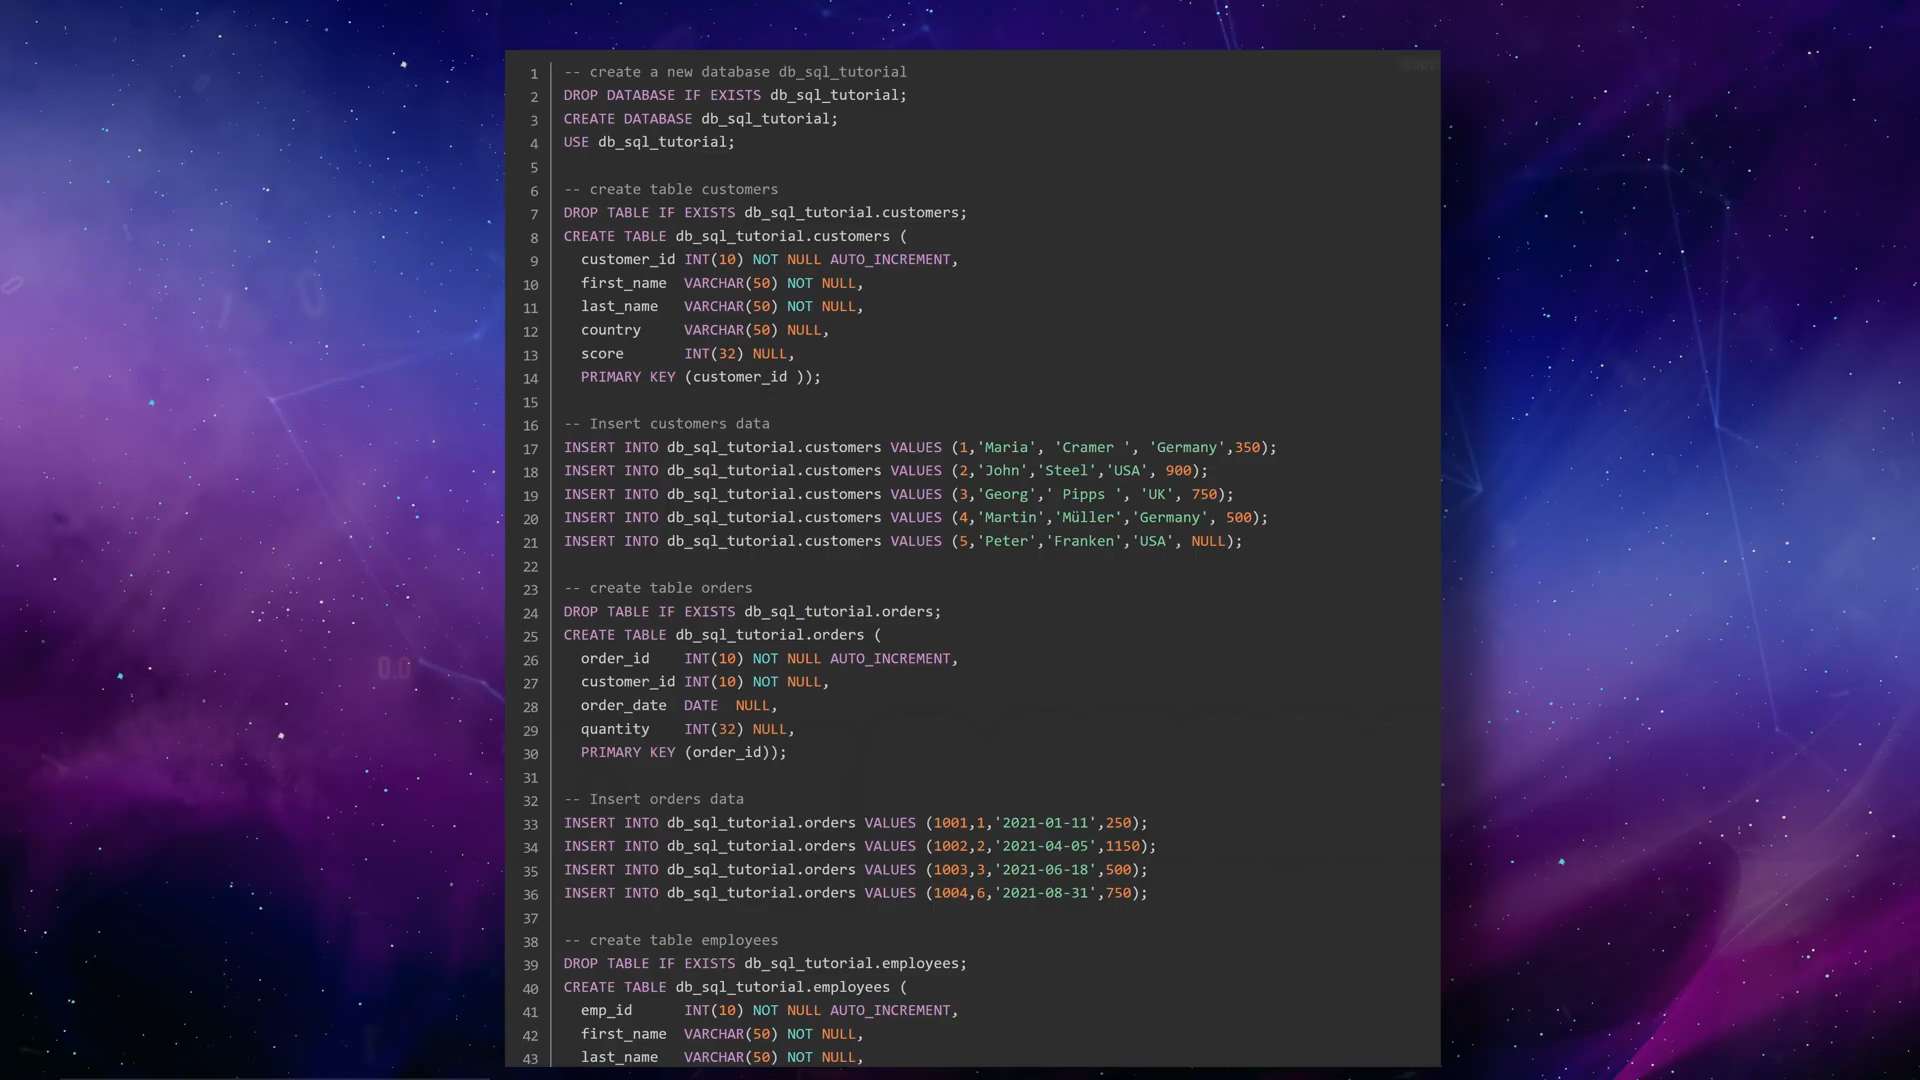 1 -- create a new database db_sql_tutorial
2 DROP DATABASE IF EXISTS db_sql_tutorial;
3 CREATE DATABASE db_sql_tutorial;
4 USE db_sql_tutorial;
5
6 -- create table customers
7 DROP TABLE IF EXISTS db_sql_tutorial.customers;
8 CREATE TABLE db_sql_tutorial.customers (
9   customer_id INT(10) NOT NULL AUTO_INCREMENT,
10   first_name  VARCHAR(50) NOT NULL,
11   last_name   VARCHAR(50) NOT NULL,
12   country     VARCHAR(50) NULL,
13   score       INT(32) NULL,
14   PRIMARY KEY (customer_id ));
15
16 -- Insert customers data
17 INSERT INTO db_sql_tutorial.customers VALUES (1,'Maria', 'Cramer ', 'Germany',350);
18 INSERT INTO db_sql_tutorial.customers VALUES (2,'John','Steel','USA', 900);
19 INSERT INTO db_sql_tutorial.customers VALUES (3,'Georg',' Pipps ', 'UK', 750);
20 INSERT INTO db_sql_tutorial.customers VALUES (4,'Martin','Müller','Germany', 500);
21 INSERT INTO db_sql_tutorial.customers VALUES (5,'Peter','Franken','USA', NULL);
22
23 -- create table orders
24 DROP TABLE IF EXISTS db_sql_tutorial.orders;
25 CREATE TABLE db_sql_tutorial.orders (
26   order_id    INT(10) NOT NULL AUTO_INCREMENT,
27   customer_id INT(10) NOT NULL,
28   order_date  DATE  NULL,
29   quantity    INT(32) NULL,
30   PRIMARY KEY (order_id));
31
32 -- Insert orders data
33 INSERT INTO db_sql_tutorial.orders VALUES (1001,1,'2021-01-11',250);
34 INSERT INTO db_sql_tutorial.orders VALUES (1002,2,'2021-04-05',1150);
35 INSERT INTO db_sql_tutorial.orders VALUES (1003,3,'2021-06-18',500);
36 INSERT INTO db_sql_tutorial.orders VALUES (1004,6,'2021-08-31',750);
37
38 -- create table employees
39 DROP TABLE IF EXISTS db_sql_tutorial.employees;
40 CREATE TABLE db_sql_tutorial.employees (
41   emp_id      INT(10) NOT NULL AUTO_INCREMENT,
42   first_name  VARCHAR(50) NOT NULL,
43   last_name   VARCHAR(50) NOT NULL,